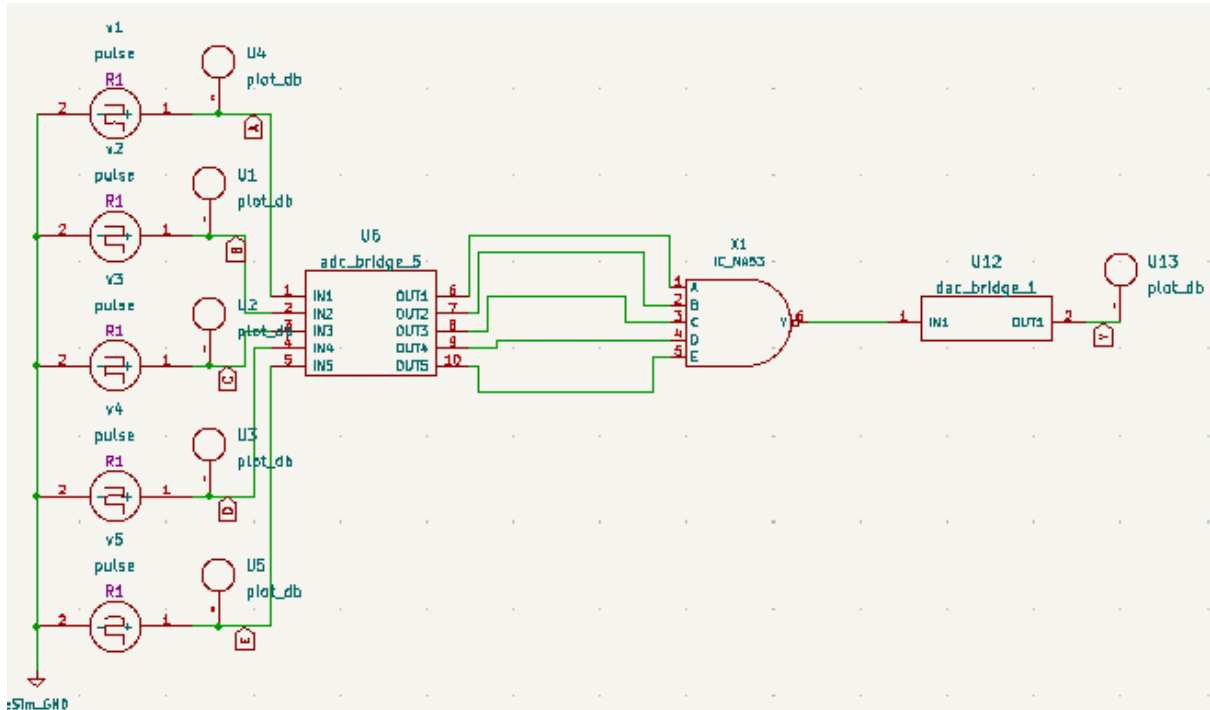 v1
pulse
R1
2
1
U4
plot_db
A
v2
pulse
R1
2
1
U1
plot_db
B
v3
pulse
R1
2
1
U2
plot_db
C
v4
pulse
R1
2
1
U3
plot_db
D
v5
pulse
R1
2
1
U5
plot_db
E
eSim_GND
U6
adc_bridge_5
1 IN1 OUT1 6
2 IN2 OUT2 7
3 IN3 OUT3 8
4 IN4 OUT4 9
5 IN5 OUT5 10
X1
IC_NA53
1 A
2 B
3 C
4 D
5 E
Y 6
U12
dac_bridge_1
1 IN1 OUT1 2
U13
plot_db
Y